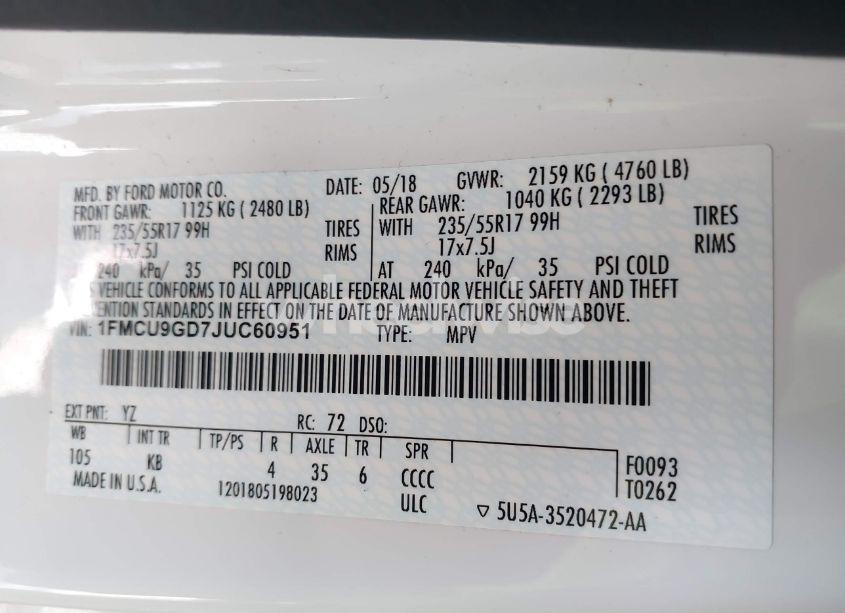 MFD. BY FORD MOTOR CO. DATE: 05/18 GVWR: 2159 KG ( 4760 LB)
FRONT GAWR: 1125 KG ( 2480 LB) REAR GAWR: 1040 KG ( 2293 LB)
WITH 235/55R17 99H TIRES WITH 235/55R17 99H TIRES
17x7.5J RIMS 17x7.5J RIMS
240 kPa/ 35 PSI COLD AT 240 kPa/ 35 PSI COLD
VEHICLE CONFORMS TO ALL APPLICABLE FEDERAL MOTOR VEHICLE SAFETY AND THEFT
STANDARDS IN EFFECT ON THE DATE OF MANUFACTURE SHOWN ABOVE.
VIN: 1FMCU9GD7JUC60951 TYPE: MPV
EXT PNT: YZ RC: 72 DSO:
WB INT TR TP/PS R AXLE TR SPR
105 KB 4 35 6 CCCC F0093
MADE IN U.S.A. 1201805198023 ULC T0262
▽ 5U5A-3520472-AA